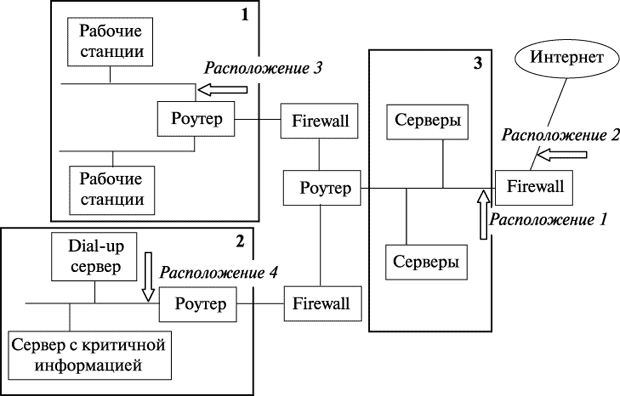 1
Рабочие
станции
Расположение 3
Роутер
Рабочие
станции
Firewall
Роутер
Firewall
2
Dial-up
сервер
Расположение 4
Роутер
Сервер с критичной
информацией
3
Серверы
Серверы
Интернет
Расположение 2
Firewall
Расположение 1